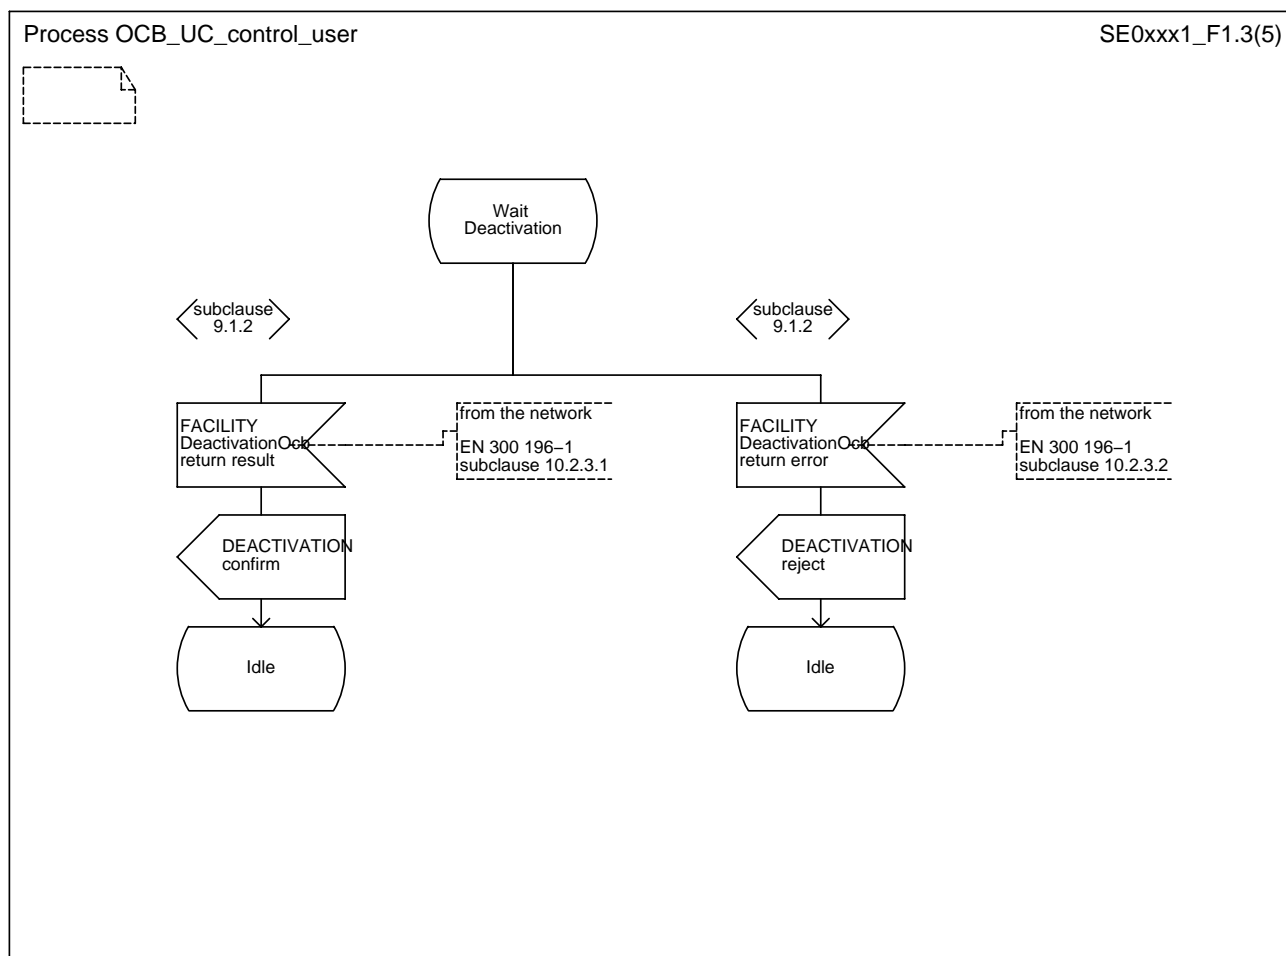 Process OCB_UC_control_user
SE0xxx1_F1.3(5)
Wait
Deactivation
subclause
9.1.2
subclause
9.1.2
FACILITY
DeactivationOcb
return result
from the network
EN 300 196–1
subclause 10.2.3.1
FACILITY
DeactivationOcb
return error
from the network
EN 300 196–1
subclause 10.2.3.2
DEACTIVATION
confirm
DEACTIVATION
reject
Idle
Idle